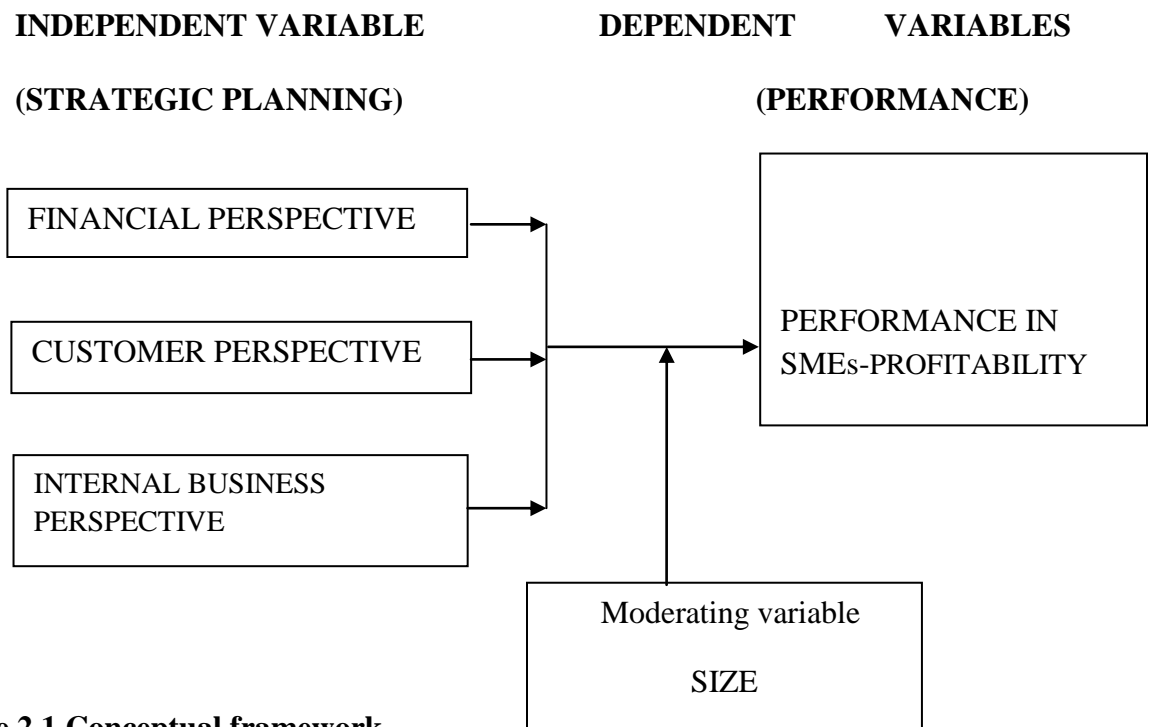 INDEPENDENT VARIABLE DEPENDENT VARIABLES
(STRATEGIC PLANNING) (PERFORMANCE)
FINANCIAL PERSPECTIVE
CUSTOMER PERSPECTIVE
PERFORMANCE IN
SMEs-PROFITABILITY
INTERNAL BUSINESS
PERSPECTIVE
Moderating variable
SIZE
2.1 Conceptual framework